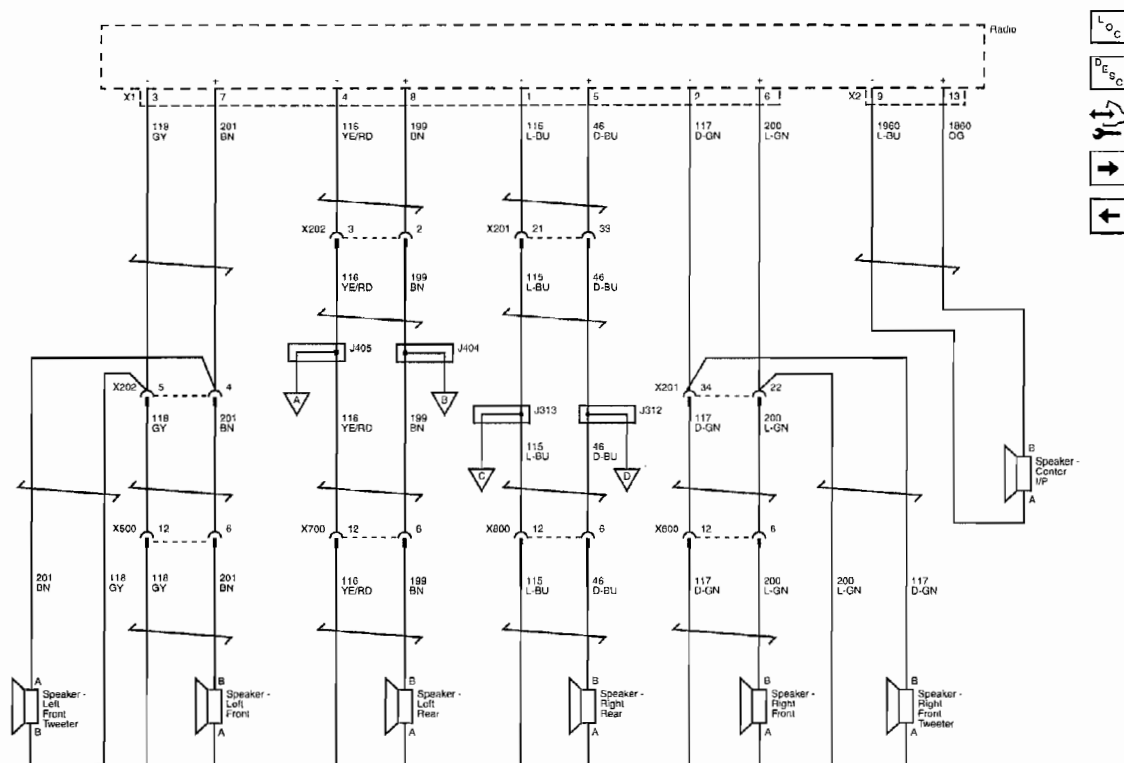 Radio
L O C
D E S C
- + - + - + - + - +
X1 3 7 4 8 1 5 2 6 X2 9 13
118 201 116 199 115 46 117 200 1960 1860
GY BN YE/RD BN L-BU D-BU D-GN L-GN L-BU OG
X202 3 2 X201 21 39
116 199 115 46
YE/RD BN L-BU D-BU
J405 J404
A B
X202 5 4 X201 34 22
J313 J312
118 201 116 199 117 200
GY BN YE/RD BN D-GN L-GN
115 46
L-BU D-BU
C D
B
Speaker -
Center
I/P
A
X500 12 6 X700 12 6 X800 12 6 X600 12 6
201 118 118 201 116 199 115 46 117 200 200 117
BN GY GY BN YE/RD BN L-BU D-BU D-GN L-GN L-GN D-GN
A
Speaker -
Left
Front
Tweeter
B
B
Speaker -
Left
Front
A
B
Speaker -
Left
Rear
A
B
Speaker -
Right
Rear
A
B
Speaker -
Right
Front
A
B
Speaker -
Right
Front
Tweeter
A